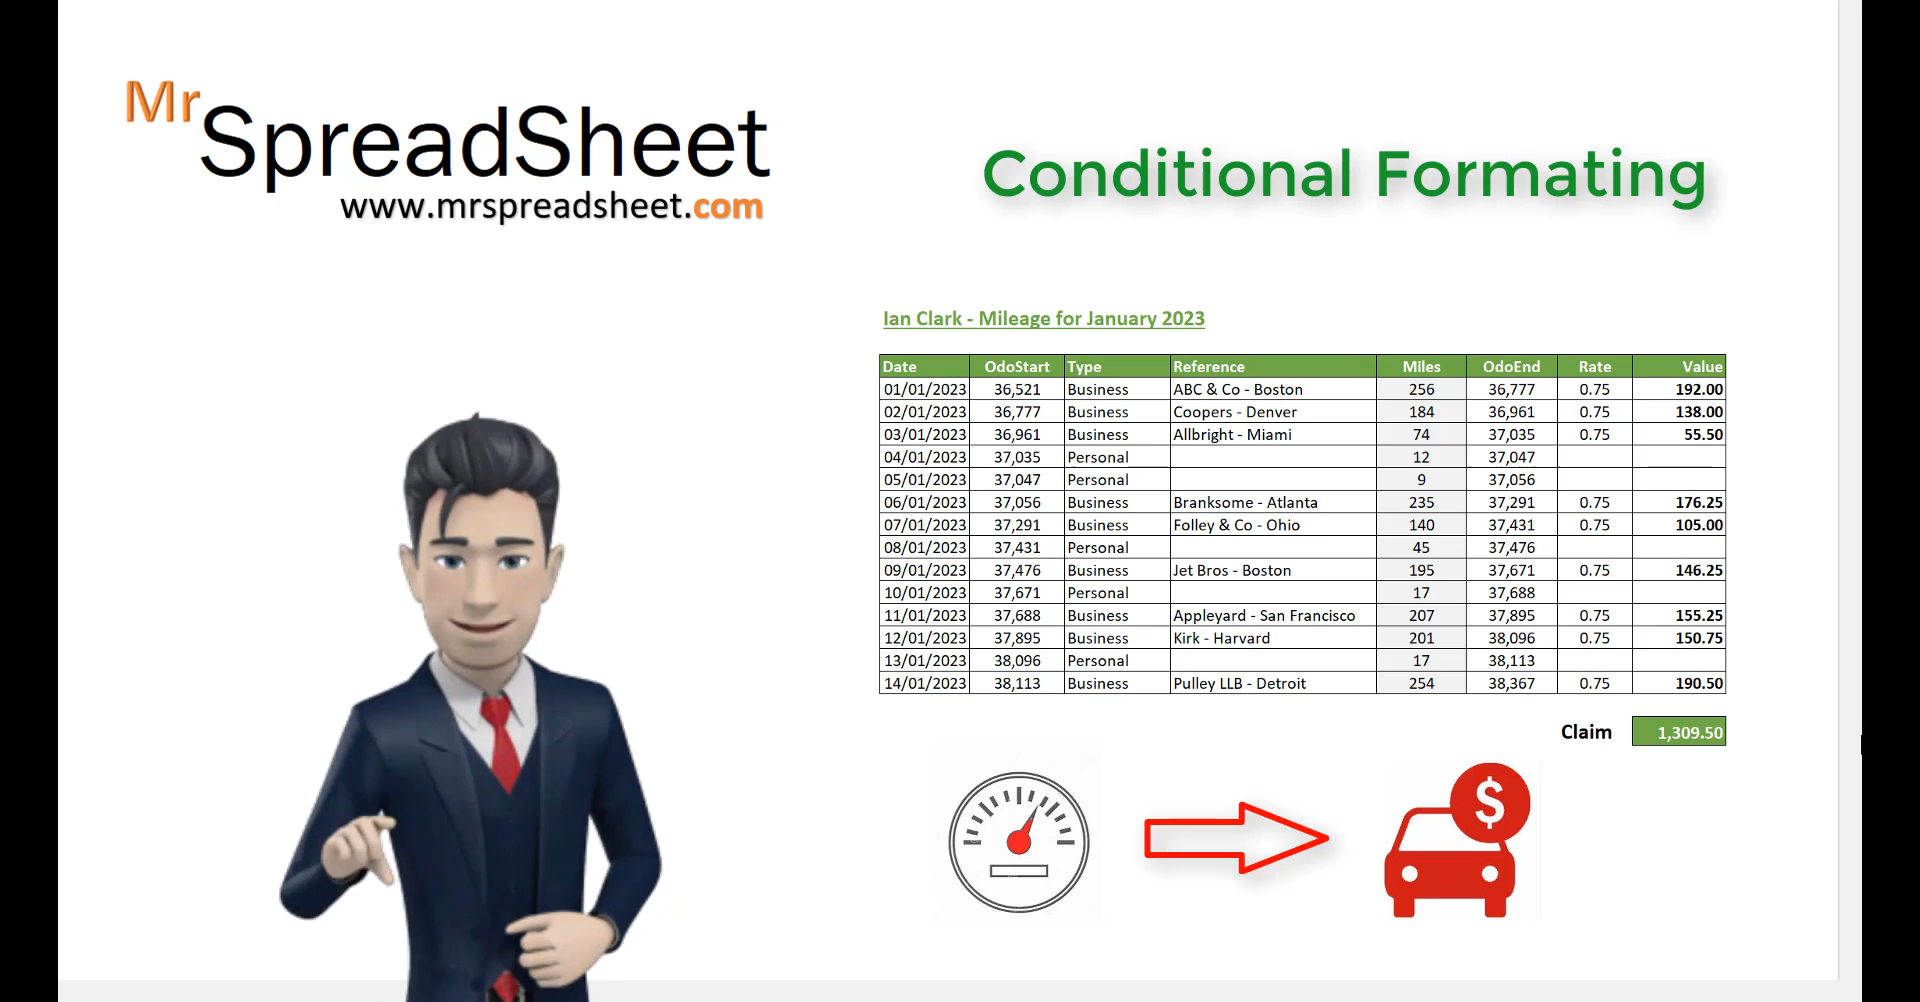 Mr
SpreadSheet
www.mrspreadsheet.com
Conditional Formating
Ian Clark - Mileage for January 2023
Date OdoStart Type Reference Miles OdoEnd Rate Value
01/01/2023 36,521 Business ABC & Co - Boston 256 36,777 0.75 192.00
02/01/2023 36,777 Business Coopers - Denver 184 36,961 0.75 138.00
03/01/2023 36,961 Business Allbright - Miami 74 37,035 0.75 55.50
04/01/2023 37,035 Personal 12 37,047
05/01/2023 37,047 Personal 9 37,056
06/01/2023 37,056 Business Branksome - Atlanta 235 37,291 0.75 176.25
07/01/2023 37,291 Business Folley & Co - Ohio 140 37,431 0.75 105.00
08/01/2023 37,431 Personal 45 37,476
09/01/2023 37,476 Business Jet Bros - Boston 195 37,671 0.75 146.25
10/01/2023 37,671 Personal 17 37,688
11/01/2023 37,688 Business Appleyard - San Francisco 207 37,895 0.75 155.25
12/01/2023 37,895 Business Kirk - Harvard 201 38,096 0.75 150.75
13/01/2023 38,096 Personal 17 38,113
14/01/2023 38,113 Business Pulley LLB - Detroit 254 38,367 0.75 190.50
Claim 1,309.50
$